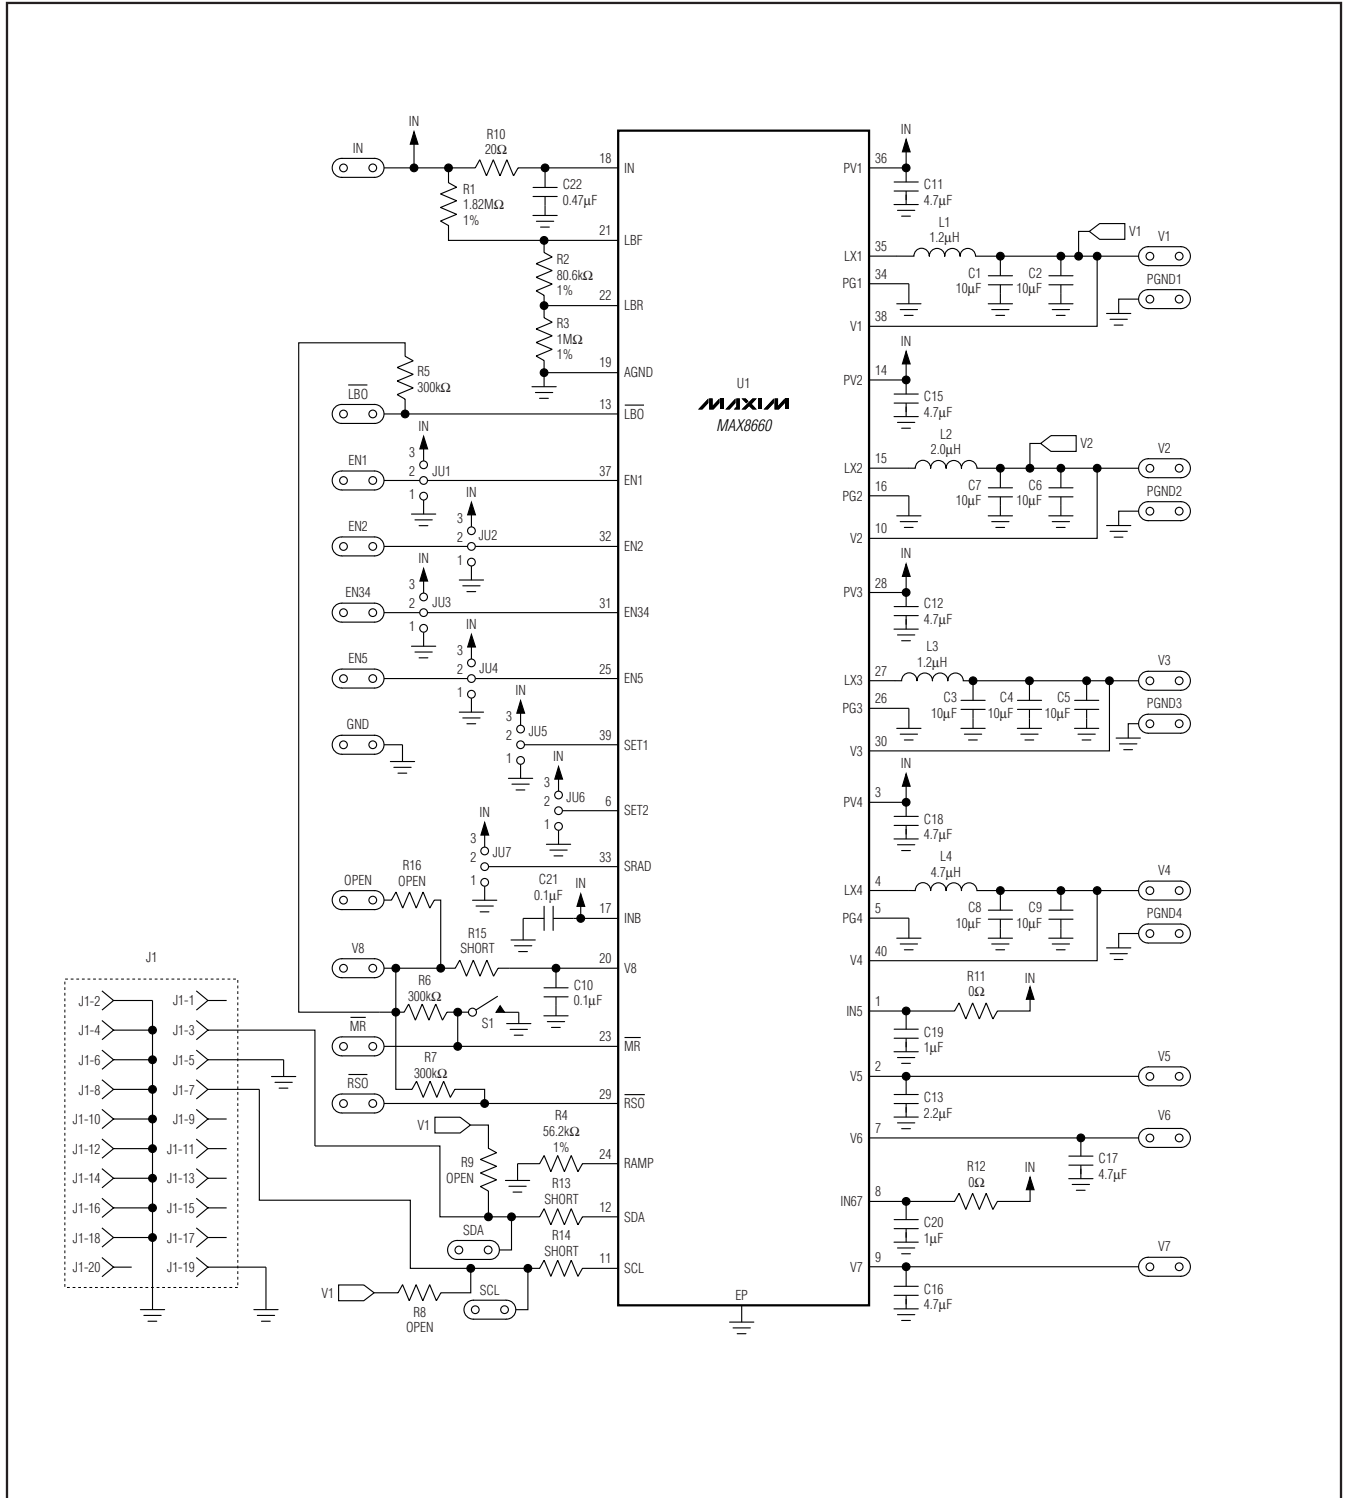 IN
IN
R10
20Ω
18
IN
R1
1.82MΩ
1%
C22
0.47µF
21
LBF
R2
80.6kΩ
1%
22
LBR
R3
1MΩ
1%
19
AGND
R5
300kΩ
LBO
13
LBO
IN
EN1
3
2
1
JU1
37
EN1
IN
EN2
3
2
1
JU2
32
EN2
IN
EN34
3
2
1
JU3
31
EN34
IN
EN5
3
2
1
JU4
25
EN5
IN
GND
3
2
1
JU5
39
SET1
IN
3
2
1
JU6
6
SET2
IN
3
2
1
JU7
33
SRAD
OPEN
R16
OPEN
C21
0.1µF
IN
17
INB
V8
R15
SHORT
20
V8
C10
0.1µF
R6
300kΩ
S1
MR
23
MR
R7
300kΩ
RSO
29
RSO
V1
R9
OPEN
R4
56.2kΩ
1%
24
RAMP
R13
SHORT
12
SDA
SDA
R14
SHORT
11
SCL
V1
R8
OPEN
SCL
J1
J1-2
J1-1
J1-4
J1-3
J1-6
J1-5
J1-8
J1-7
J1-10
J1-9
J1-12
J1-11
J1-14
J1-13
J1-16
J1-15
J1-18
J1-17
J1-20
J1-19
U1
MAXIM
MAX8660
EP
IN
36
PV1
C11
4.7µF
L1
1.2µH
35
LX1
V1
V1
C1
10µF
C2
10µF
34
PG1
PGND1
38
V1
IN
14
PV2
C15
4.7µF
L2
2.0µH
15
LX2
V2
V2
C7
10µF
C6
10µF
16
PG2
PGND2
10
V2
IN
28
PV3
C12
4.7µF
L3
1.2µH
27
LX3
V3
C3
10µF
C4
10µF
C5
10µF
26
PG3
PGND3
30
V3
IN
3
PV4
C18
4.7µF
L4
4.7µH
4
LX4
V4
C8
10µF
C9
10µF
5
PG4
PGND4
40
V4
R11
0Ω
IN
1
IN5
C19
1µF
2
V5
V5
C13
2.2µF
7
V6
V6
C17
4.7µF
R12
0Ω
IN
8
IN67
C20
1µF
9
V7
V7
C16
4.7µF